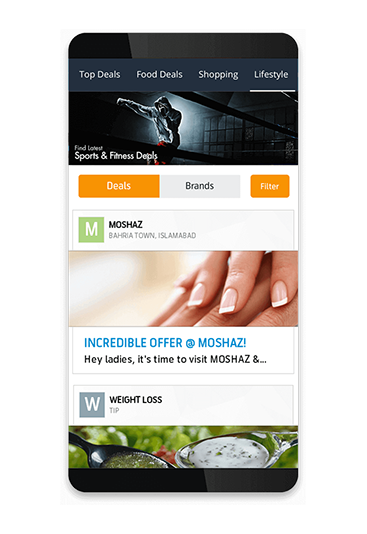 Top Deals Food Deals Shopping Lifestyle
Find Latest
Sports & Fitness Deals
Deals Brands Filter
M MOSHAZ
BAHRIA TOWN, ISLAMABAD
INCREDIBLE OFFER @ MOSHAZ!
Hey ladies, it's time to visit MOSHAZ &...
W WEIGHT LOSS
TIP